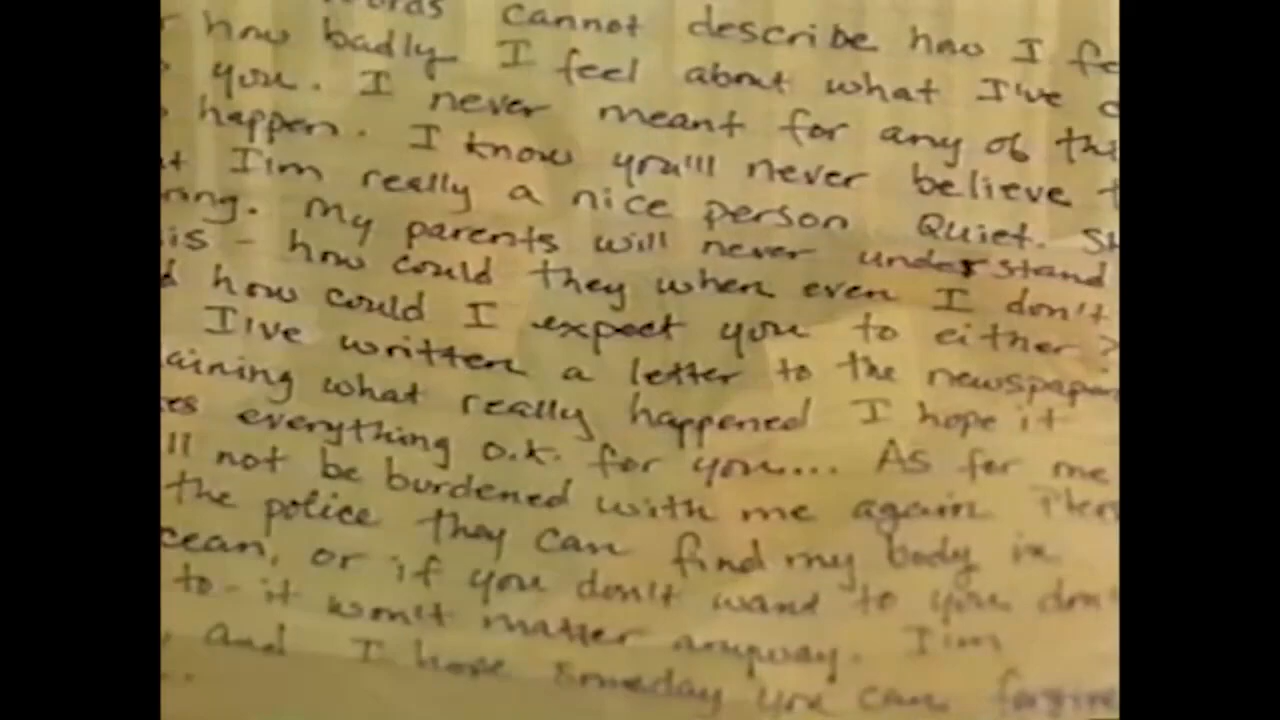 cannot describe how I
how badly I feel about what I've
you. I never meant for any of
happen. I know you'll never believe
I'm really a nice person Quiet.
My parents will never understand
is - how could they when even I don't
how could I expect you to either?
I've written a letter to the
what really happened I hope it
everything o.k. for you.... As for me
not be burdened with me again
the police they can find my body in
or if you don't want to you
to - it won't matter anyway. I'm
and I hope someday you can